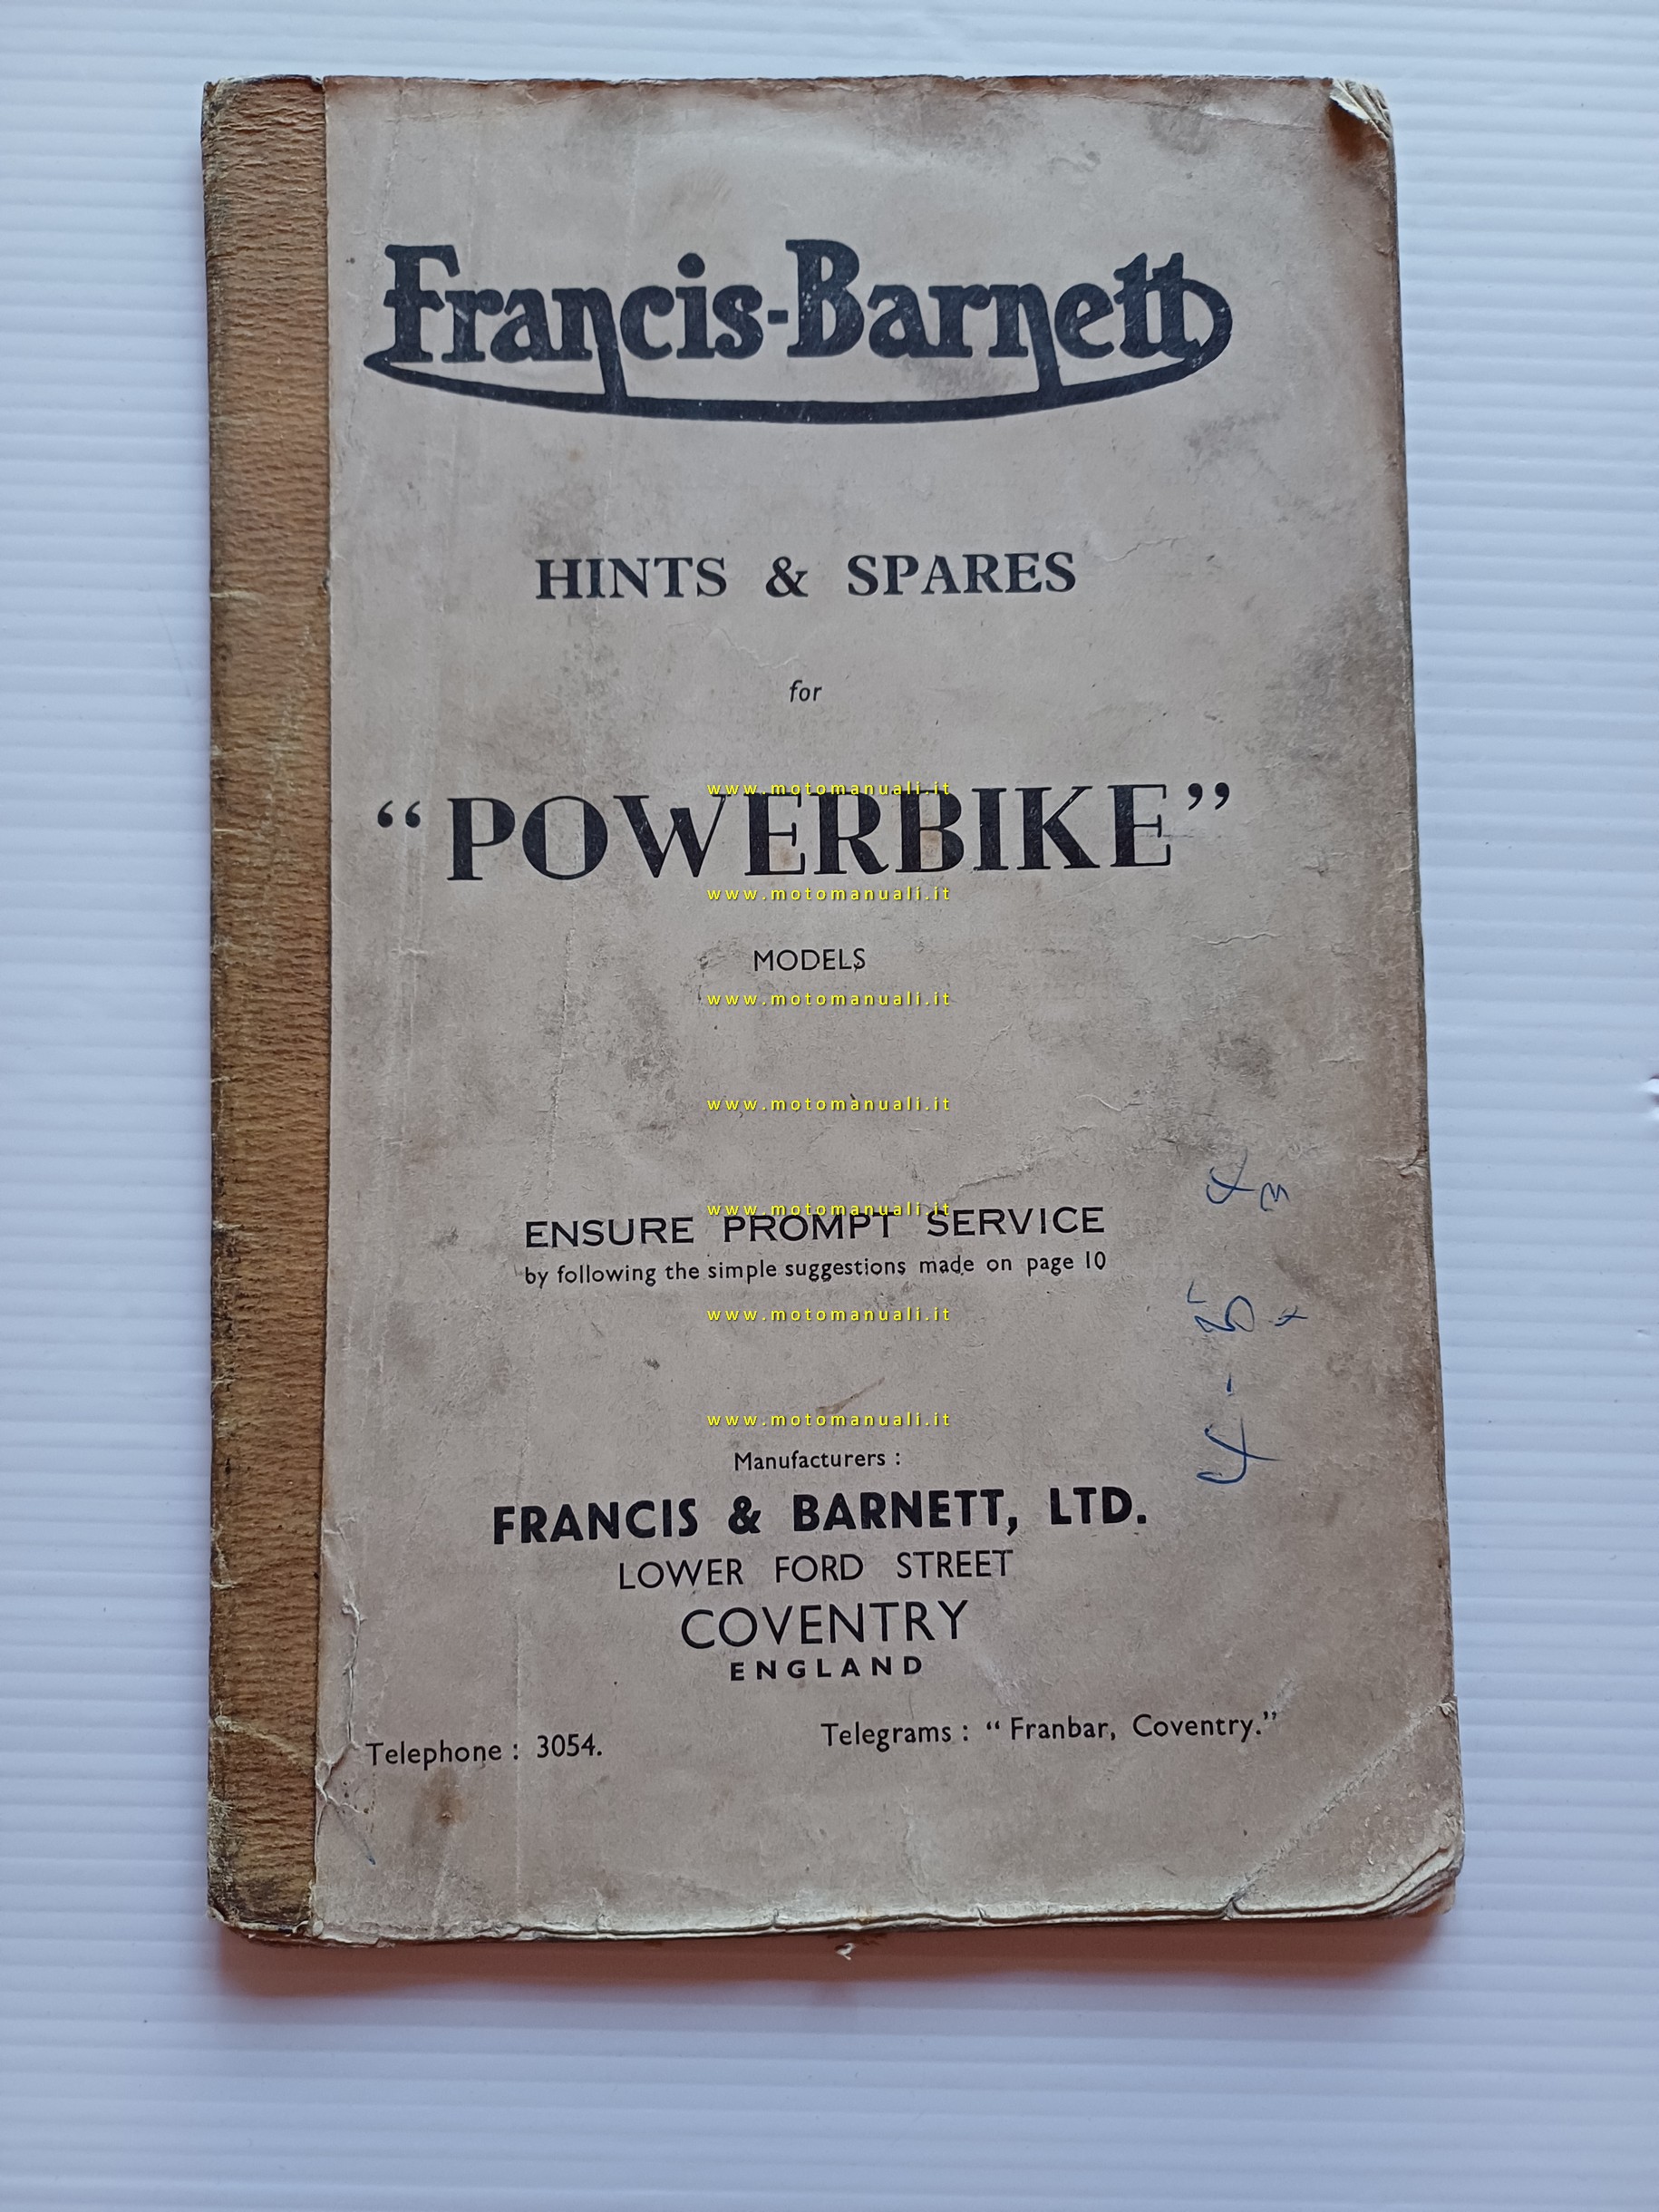 Francis-Barnett
HINTS & SPARES
for
www.motomanuali.it
“POWERBIKE”
www.motomanuali.it
MODELS
www.motomanuali.it
www.motomanuali.it
www.motomanuali.it
ENSURE PROMPT SERVICE
by following the simple suggestions made on page 10
www.motomanuali.it
www.motomanuali.it
Manufacturers :
FRANCIS & BARNETT, LTD.
LOWER FORD STREET
COVENTRY
ENGLAND
Telephone : 3054.
Telegrams : “ Franbar, Coventry.”